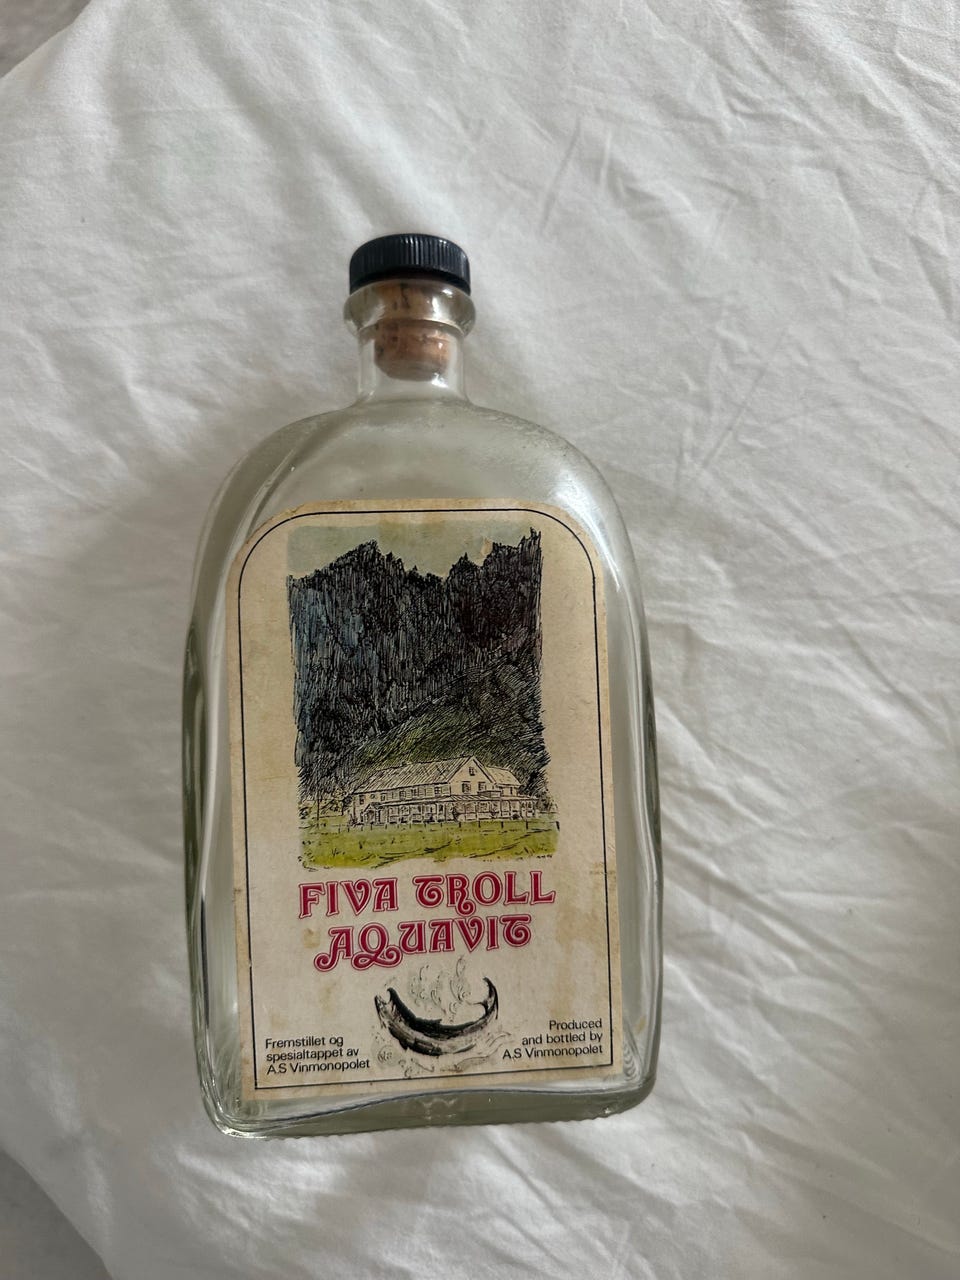 FIVA TROLL
AQUAVIT
Fremstillet og
spesialtappet av
A.S Vinmonopolet
Produced
and bottled by
A.S Vinmonopolet